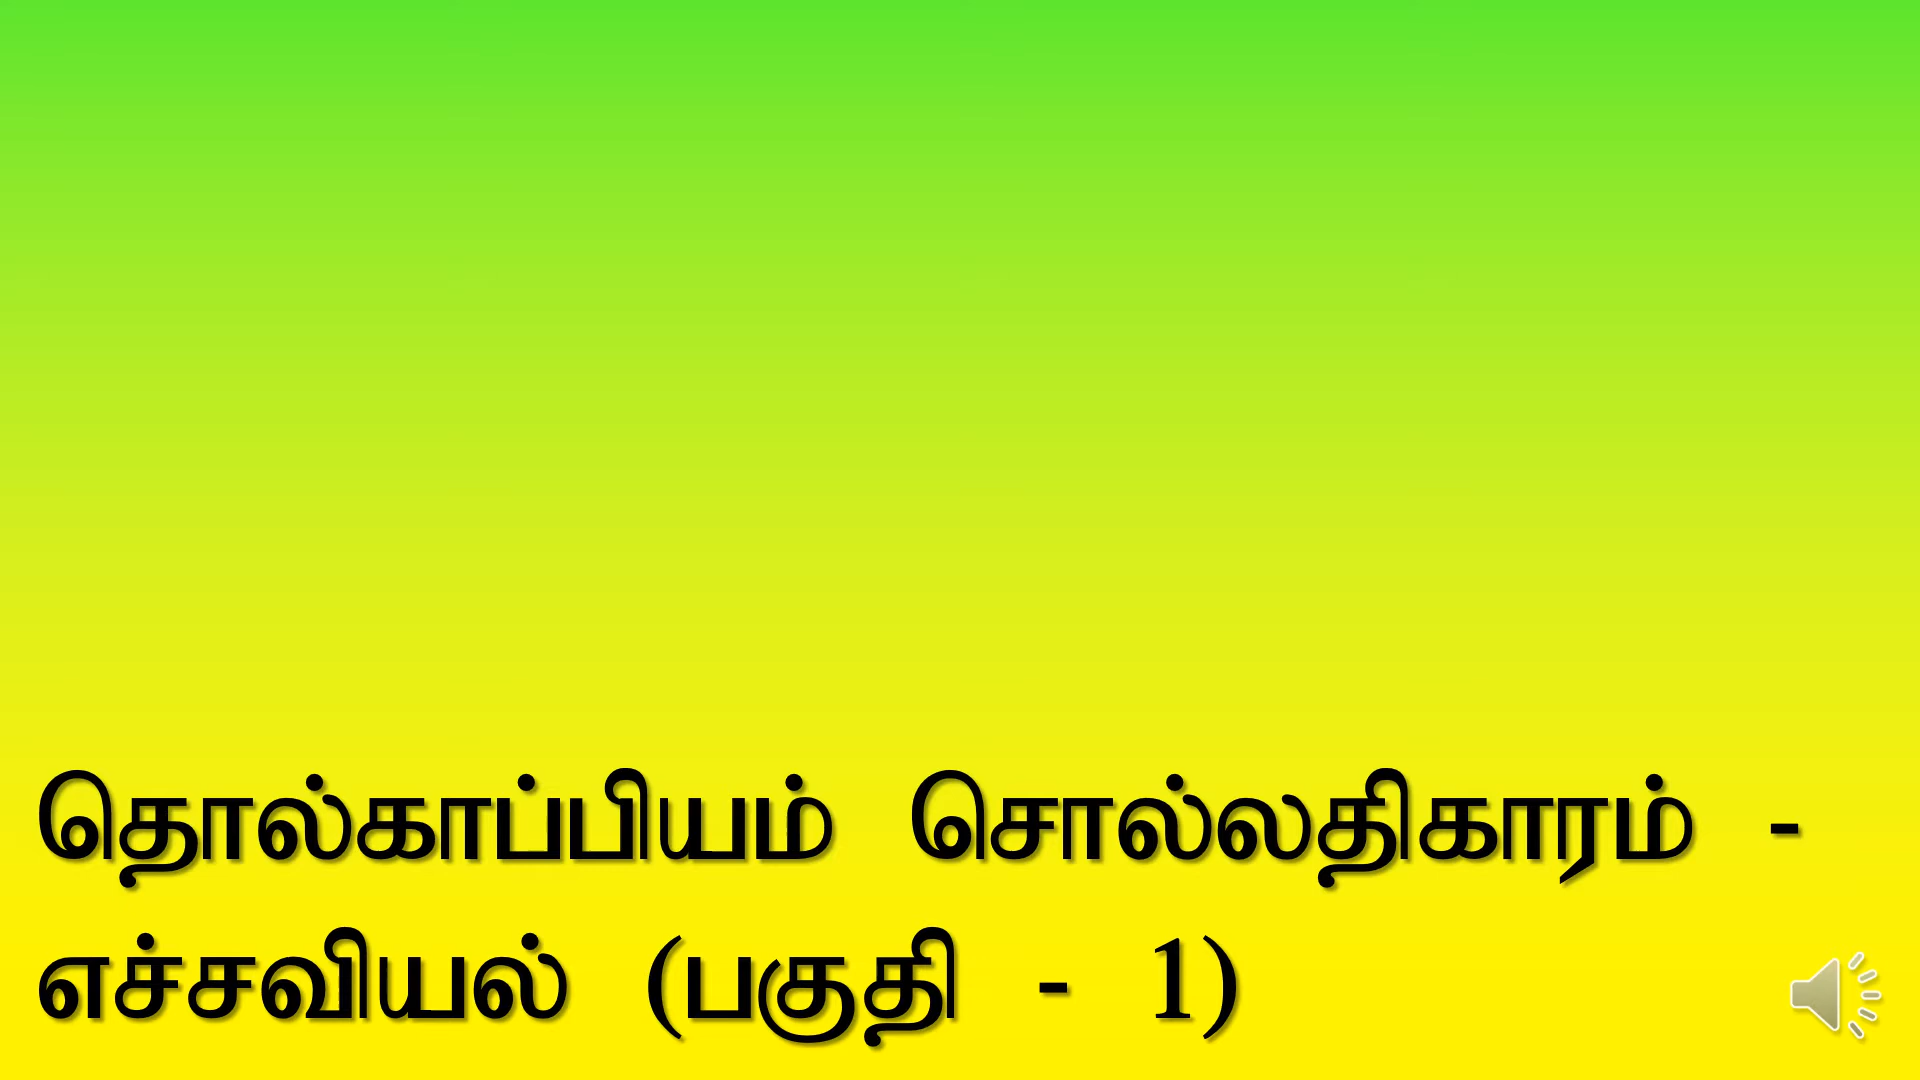 தொல்காப்பியம் சொல்லதிகாரம் -
எச்சவியல் (பகுதி - 1)